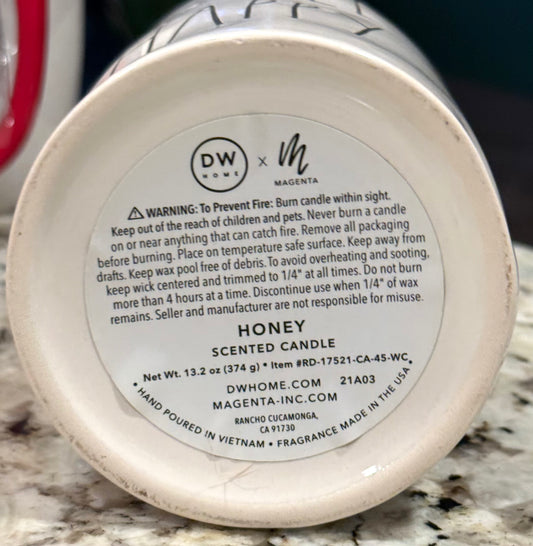 HAPPY
DW
HOME
x
M
MAGENTA
⚠ WARNING: To Prevent Fire: Burn candle within sight.
Keep out of the reach of children and pets. Never burn a candle
on or near anything that can catch fire. Remove all packaging
before burning. Place on temperature safe surface. Keep away from
drafts. Keep wax pool free of debris. To avoid overheating and sooting,
keep wick centered and trimmed to 1/4" at all times. Do not burn
more than 4 hours at a time. Discontinue use when 1/4" of wax
remains. Seller and manufacturer are not responsible for misuse.
HONEY
SCENTED CANDLE
Net Wt. 13.2 oz (374 g) • Item #RD-17521-CA-45-WC
DWHOME.COM 21A03
MAGENTA-INC.COM
RANCHO CUCAMONGA,
CA 91730
• HAND POURED IN VIETNAM • FRAGRANCE MADE IN THE USA •